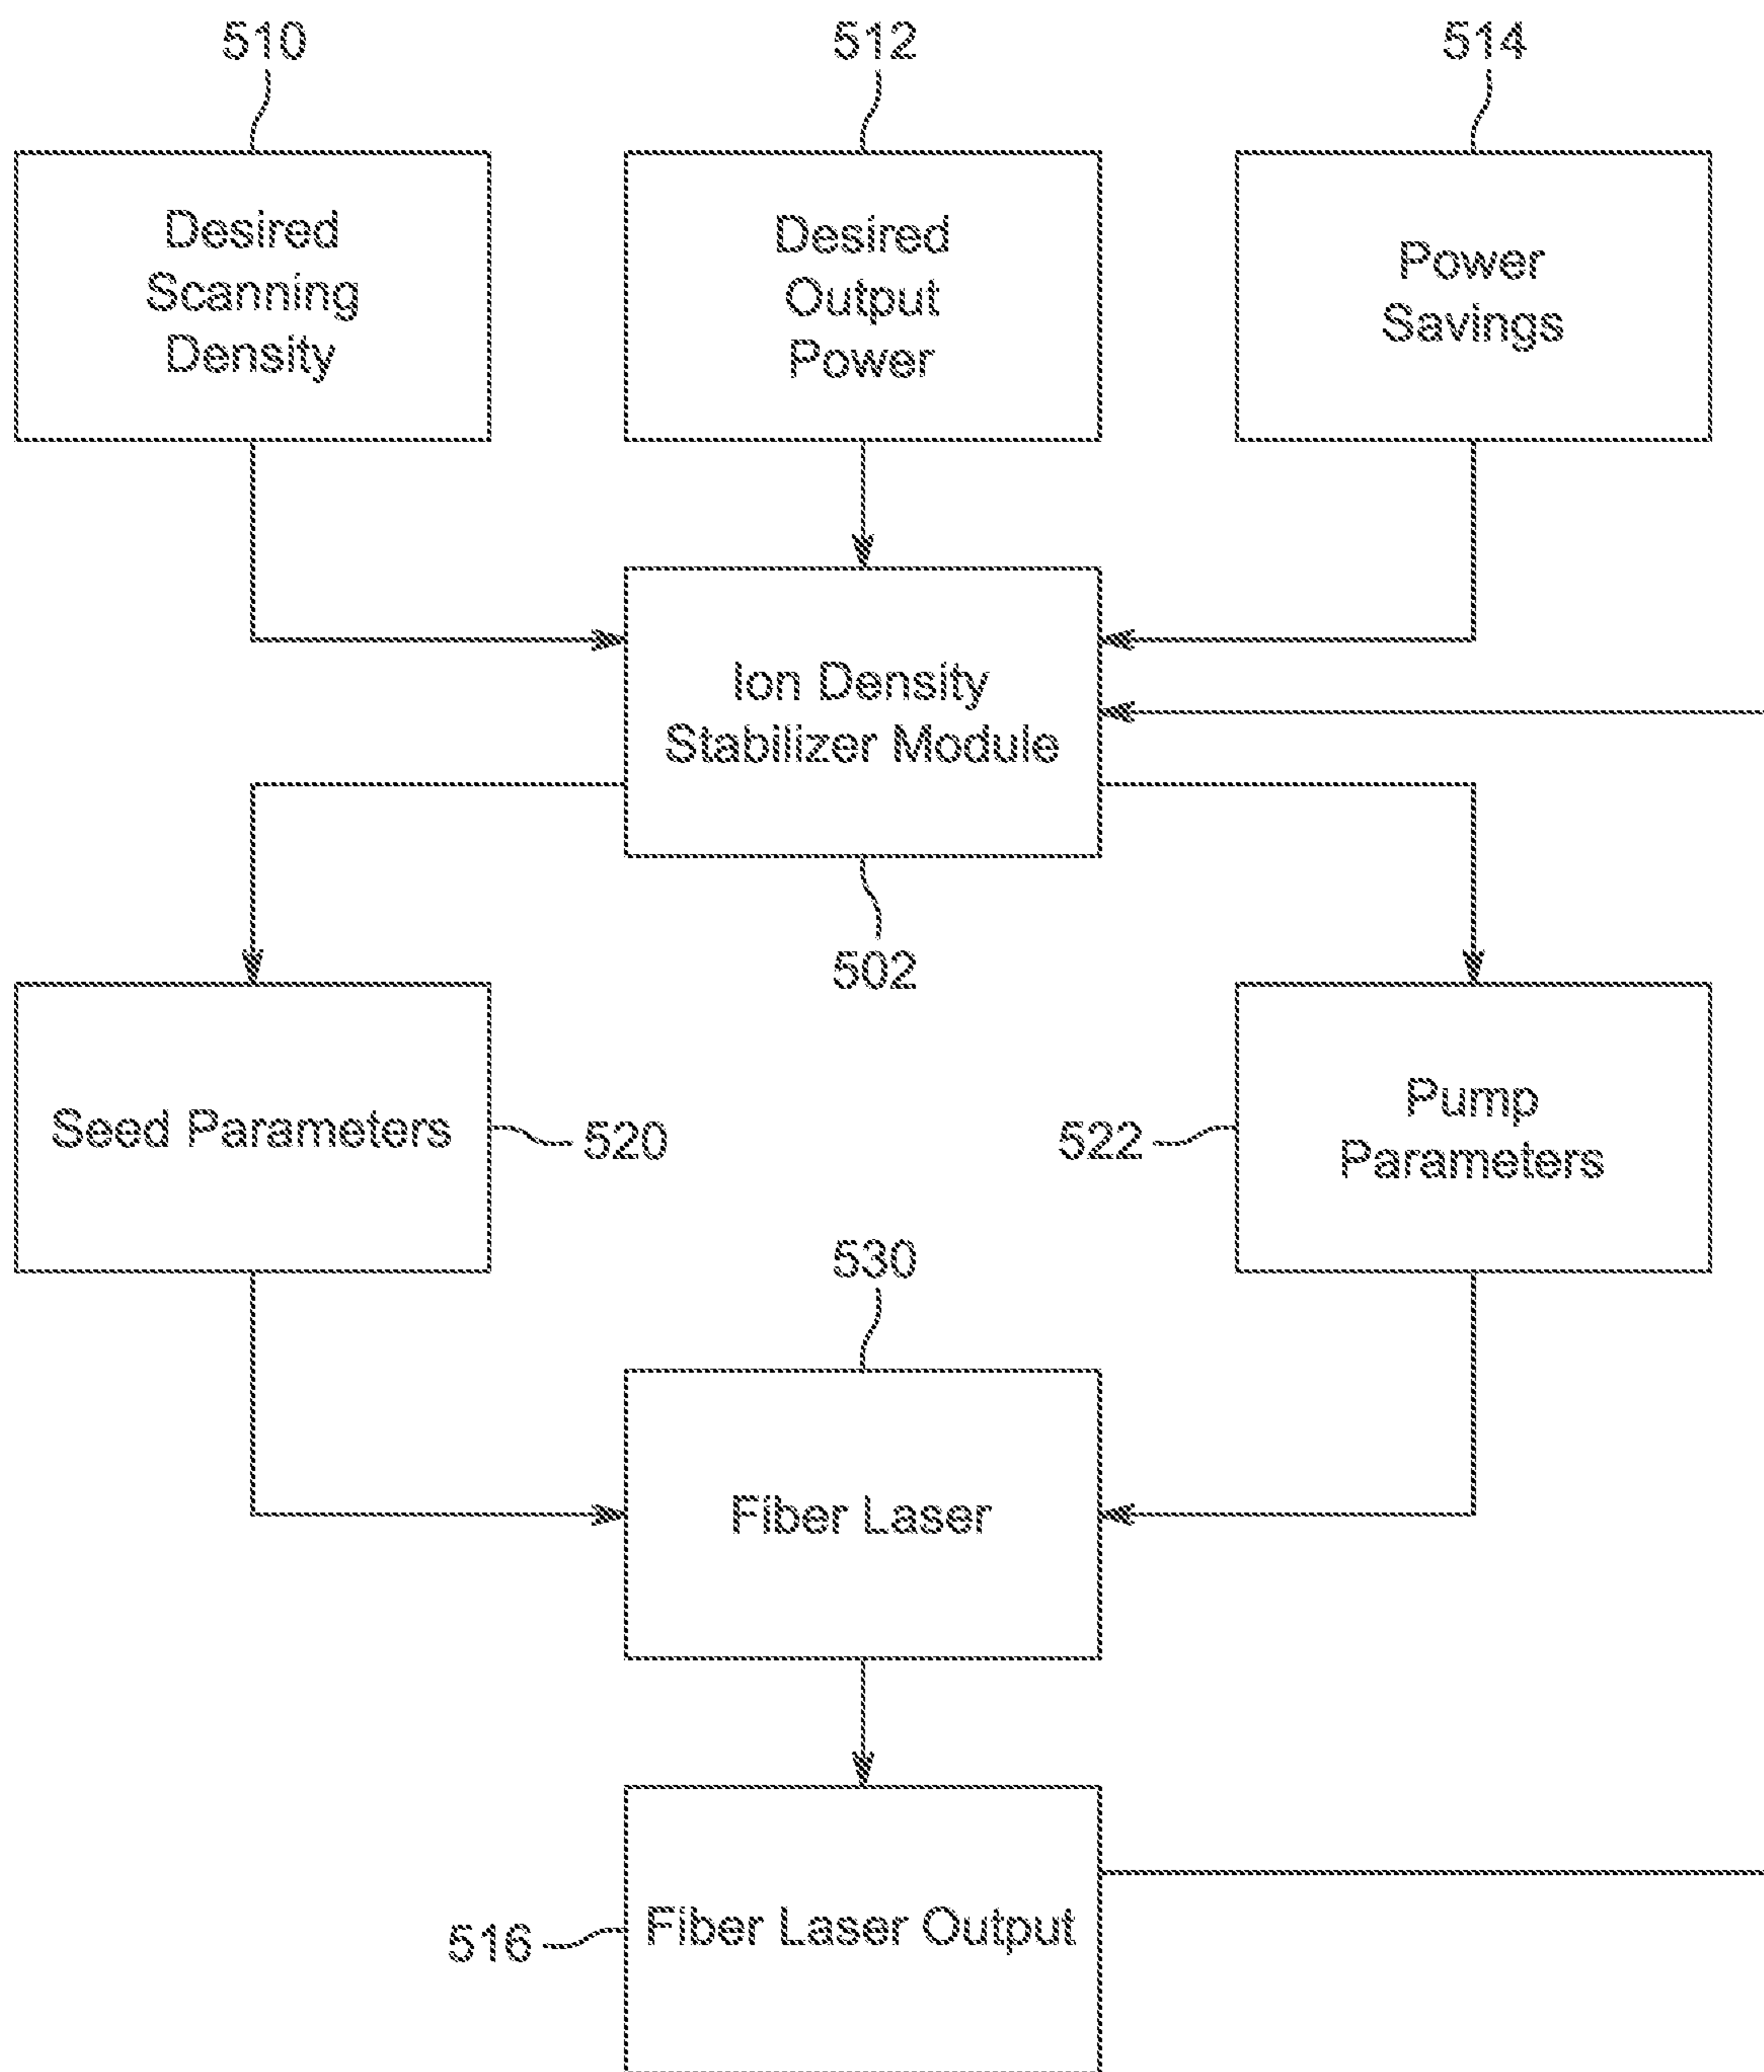 510
512
514
Desired
Scanning
Density
Desired
Output
Power
Power
Savings
Ion Density
Stabilizer Module
502
Seed Parameters
520
522
Pump
Parameters
530
Fiber Laser
516
Fiber Laser Output